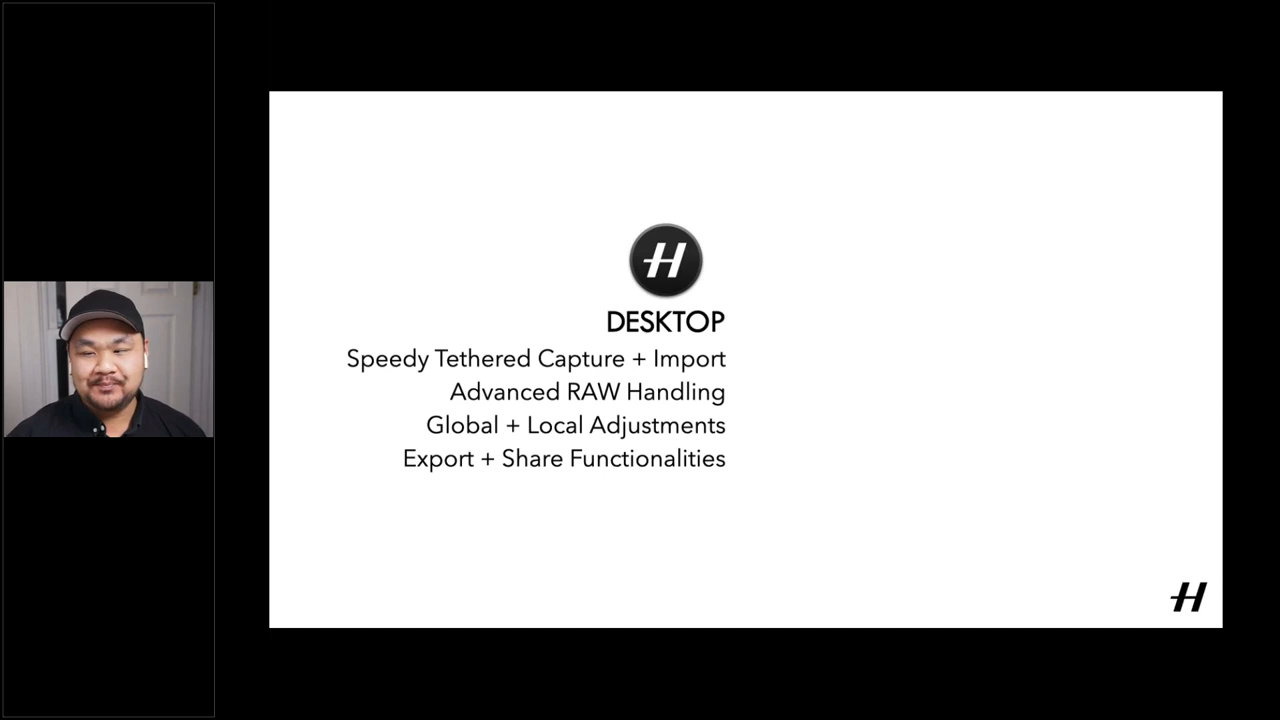 H
DESKTOP
Speedy Tethered Capture + Import
Advanced RAW Handling
Global + Local Adjustments
Export + Share Functionalities
H